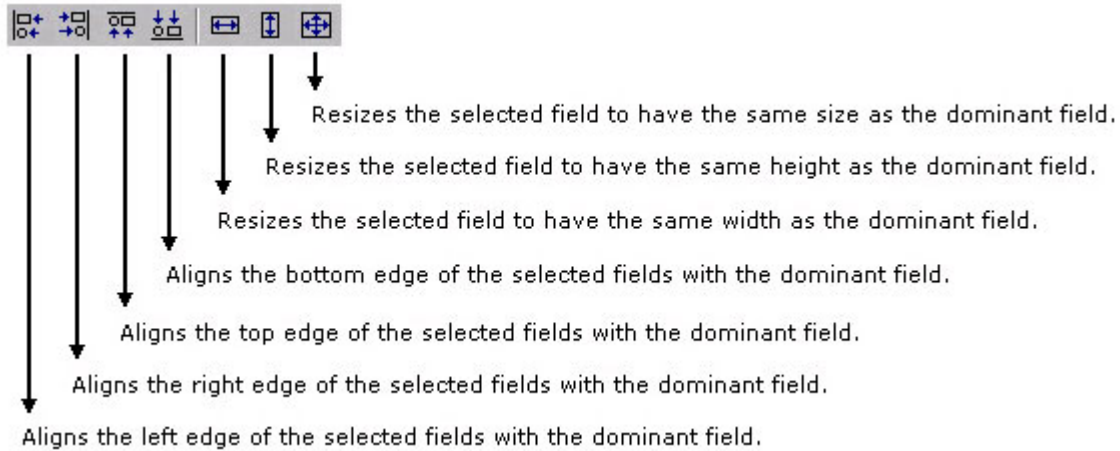 Resizes the selected field to have the same size as the dominant field.
Resizes the selected field to have the same height as the dominant field.
Resizes the selected field to have the same width as the dominant field.
Aligns the bottom edge of the selected fields with the dominant field.
Aligns the top edge of the selected fields with the dominant field.
Aligns the right edge of the selected fields with the dominant field.
Aligns the left edge of the selected fields with the dominant field.